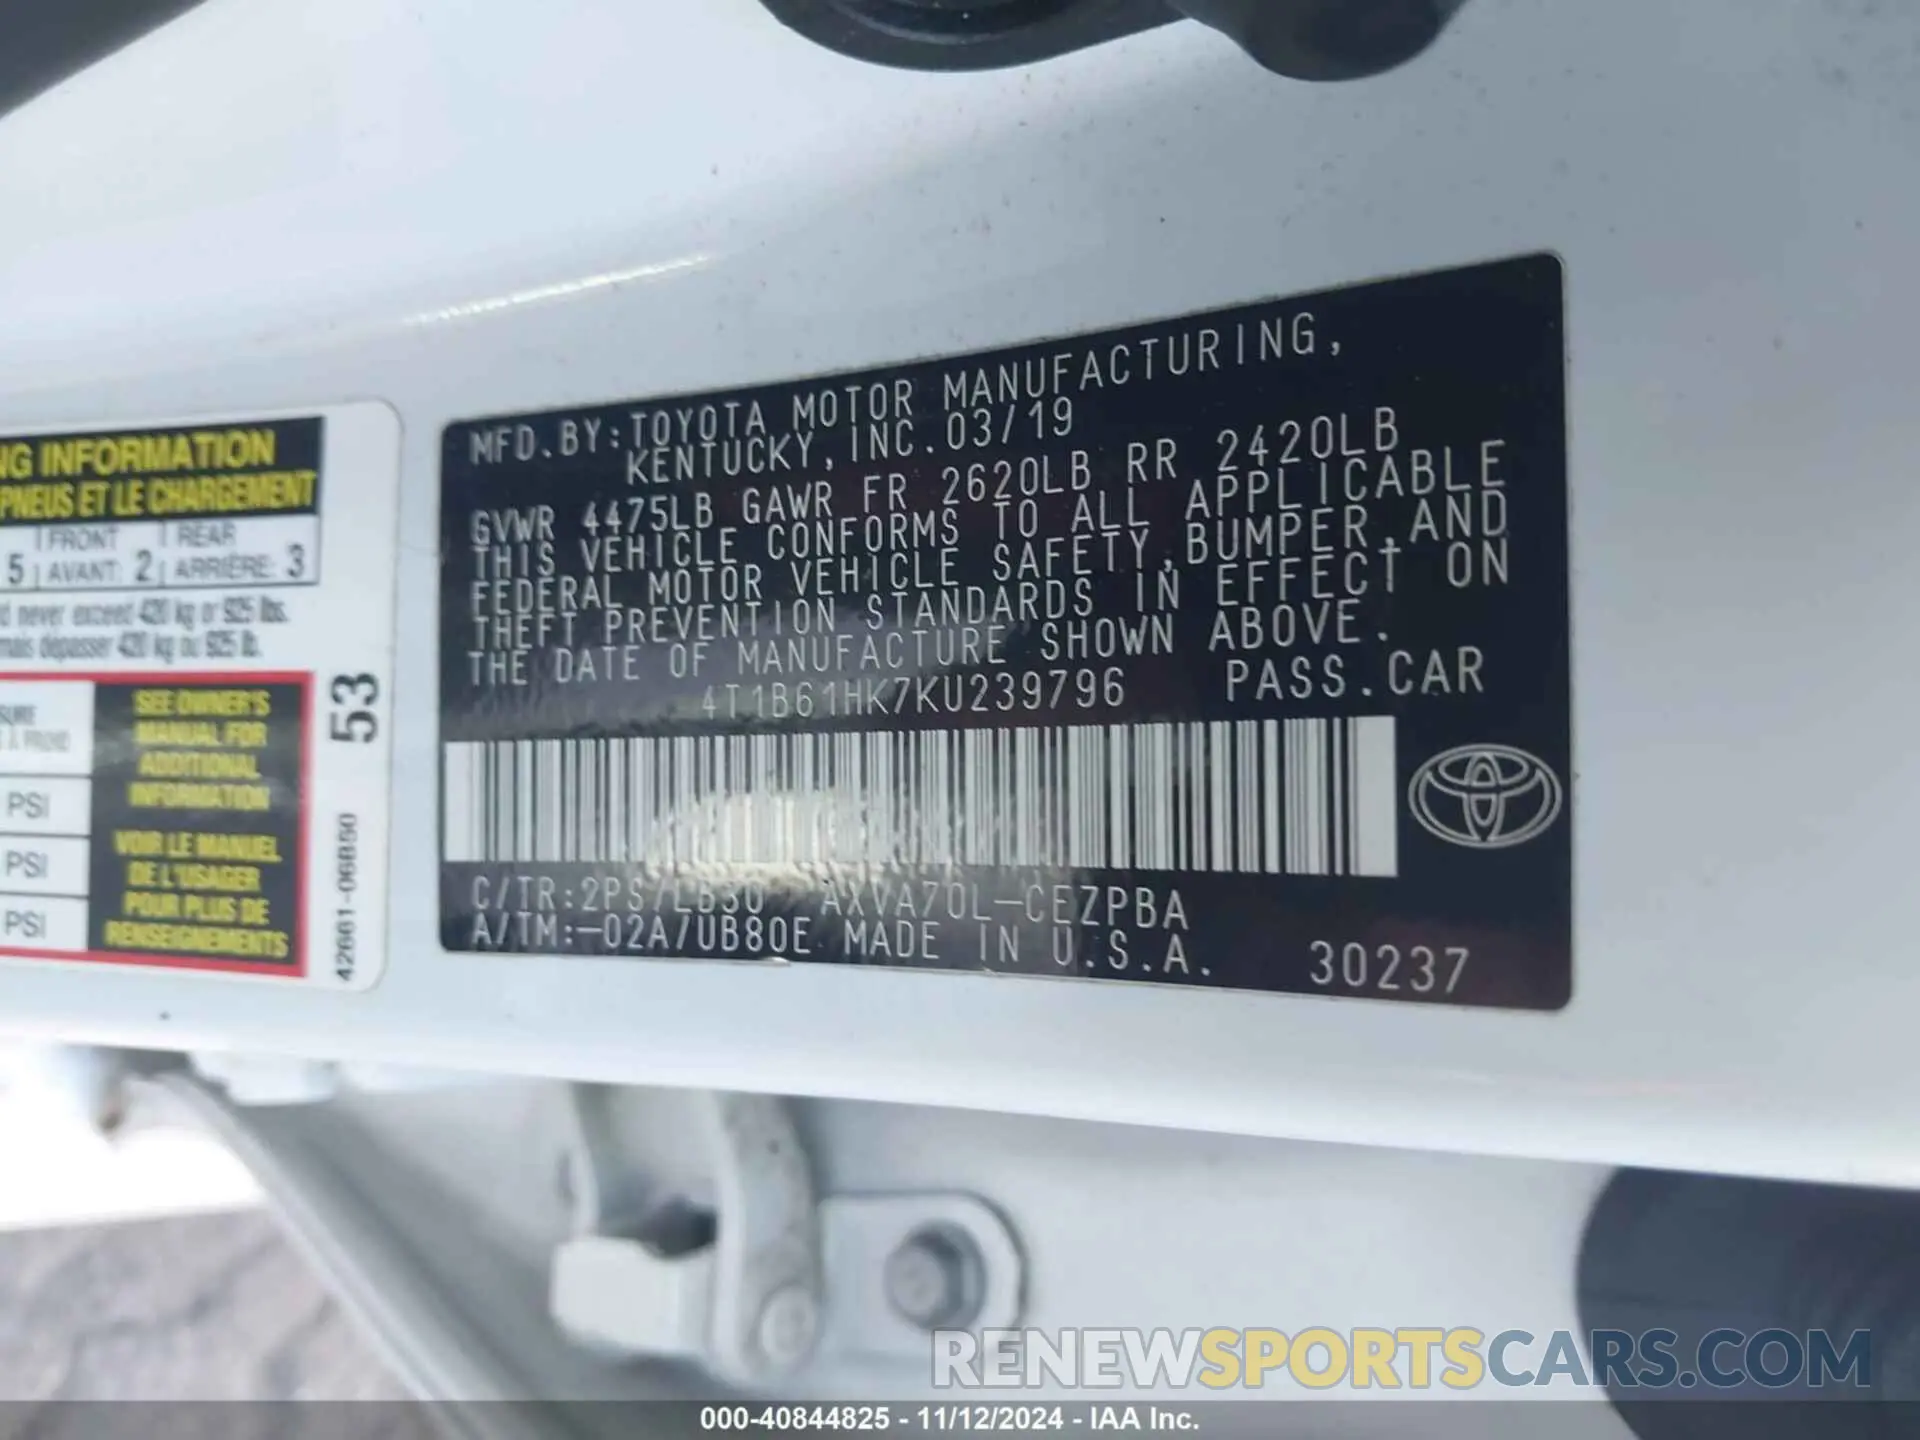 NG INFORMATION
PNEUS ET LE CHARGEMENT
FRONT REAR
5 AVANT: 2 ARRIÈRE: 3
d never exceed 420 kg or 925 lbs.
mais dépasser 420 kg ou 925 lb.
SURE
SEE OWNER'S
MANUAL FOR
ADDITIONAL
INFORMATION
VOIR LE MANUEL
DE L'USAGER
POUR PLUS DE
RENSEIGNEMENTS
PSI
PSI
PSI
53
42661-06B50
MFD.BY:TOYOTA MOTOR MANUFACTURING,
KENTUCKY,INC.03/19
GVWR 4475LB GAWR FR 2620LB RR 2420LB
THIS VEHICLE CONFORMS TO ALL APPLICABLE
FEDERAL MOTOR VEHICLE SAFETY,BUMPER,AND
THEFT PREVENTION STANDARDS IN EFFECT ON
THE DATE OF MANUFACTURE SHOWN ABOVE.
4T1B61HK7KU239796 PASS.CAR
C/TR:2PS/LB30 AXVA70L-CEZPBA
A/TM:-02A/UB80E MADE IN U.S.A. 30237
RENEWSPORTSCARS.COM
000-40844825 - 11/12/2024 - IAA Inc.